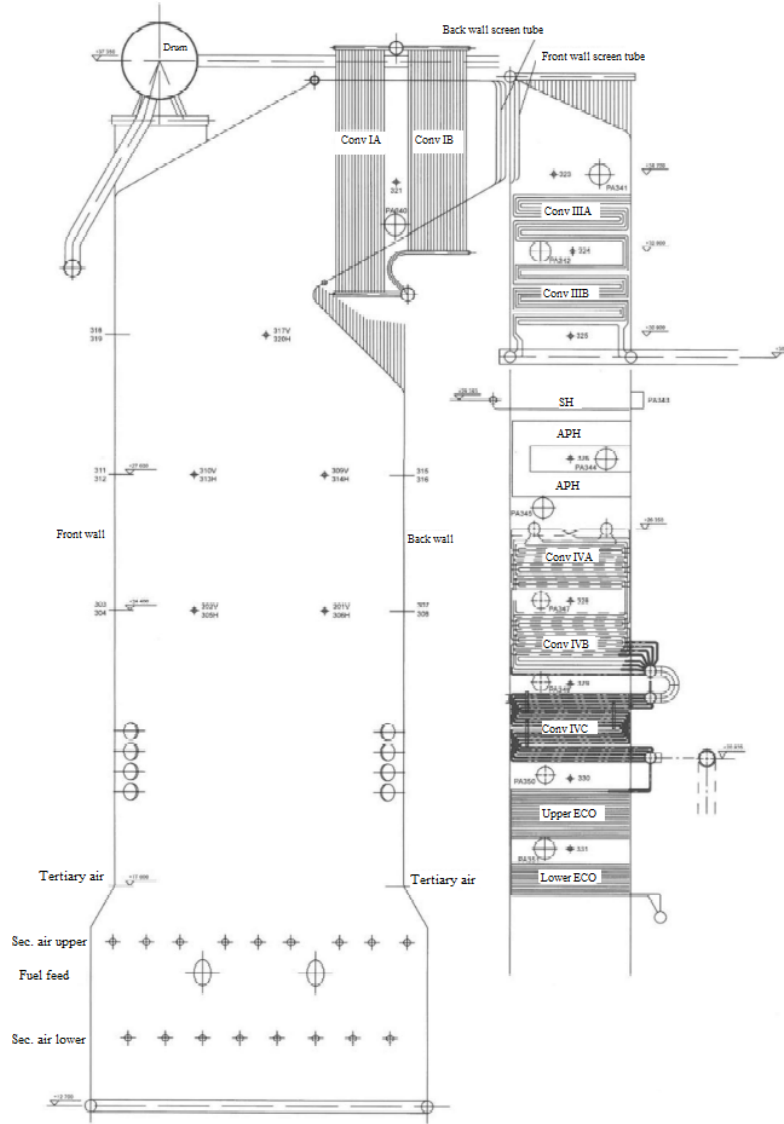 Back wall screen tube
Drum
Front wall screen tube
Conv IA
Conv IB
323
PA341
321
PA340
Conv IIIA
324
PA342
Conv IIIB
318
319
317V
320H
325
SH
PA343
APH
311
312
310V
313H
309V
314H
315
316
326
PA344
APH
PA345
Front wall
Back wall
Conv IVA
303
304
302V
305H
301V
306H
307
308
328
PA347
Conv IVB
329
Conv IVC
PA350
330
Upper ECO
331
Tertiary air
Tertiary air
Lower ECO
Sec. air upper
Fuel feed
Sec. air lower